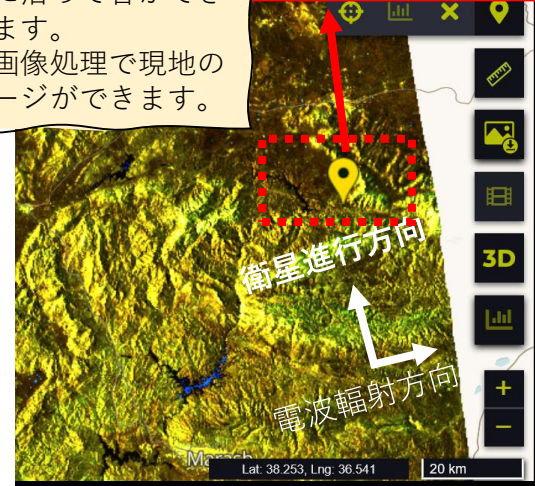 ます。
画像処理で現地の
ージができます。
衛星進行方向
3D
電波輻射方向
+
−
Marash
Lat: 38.253, Lng: 36.541
20 km